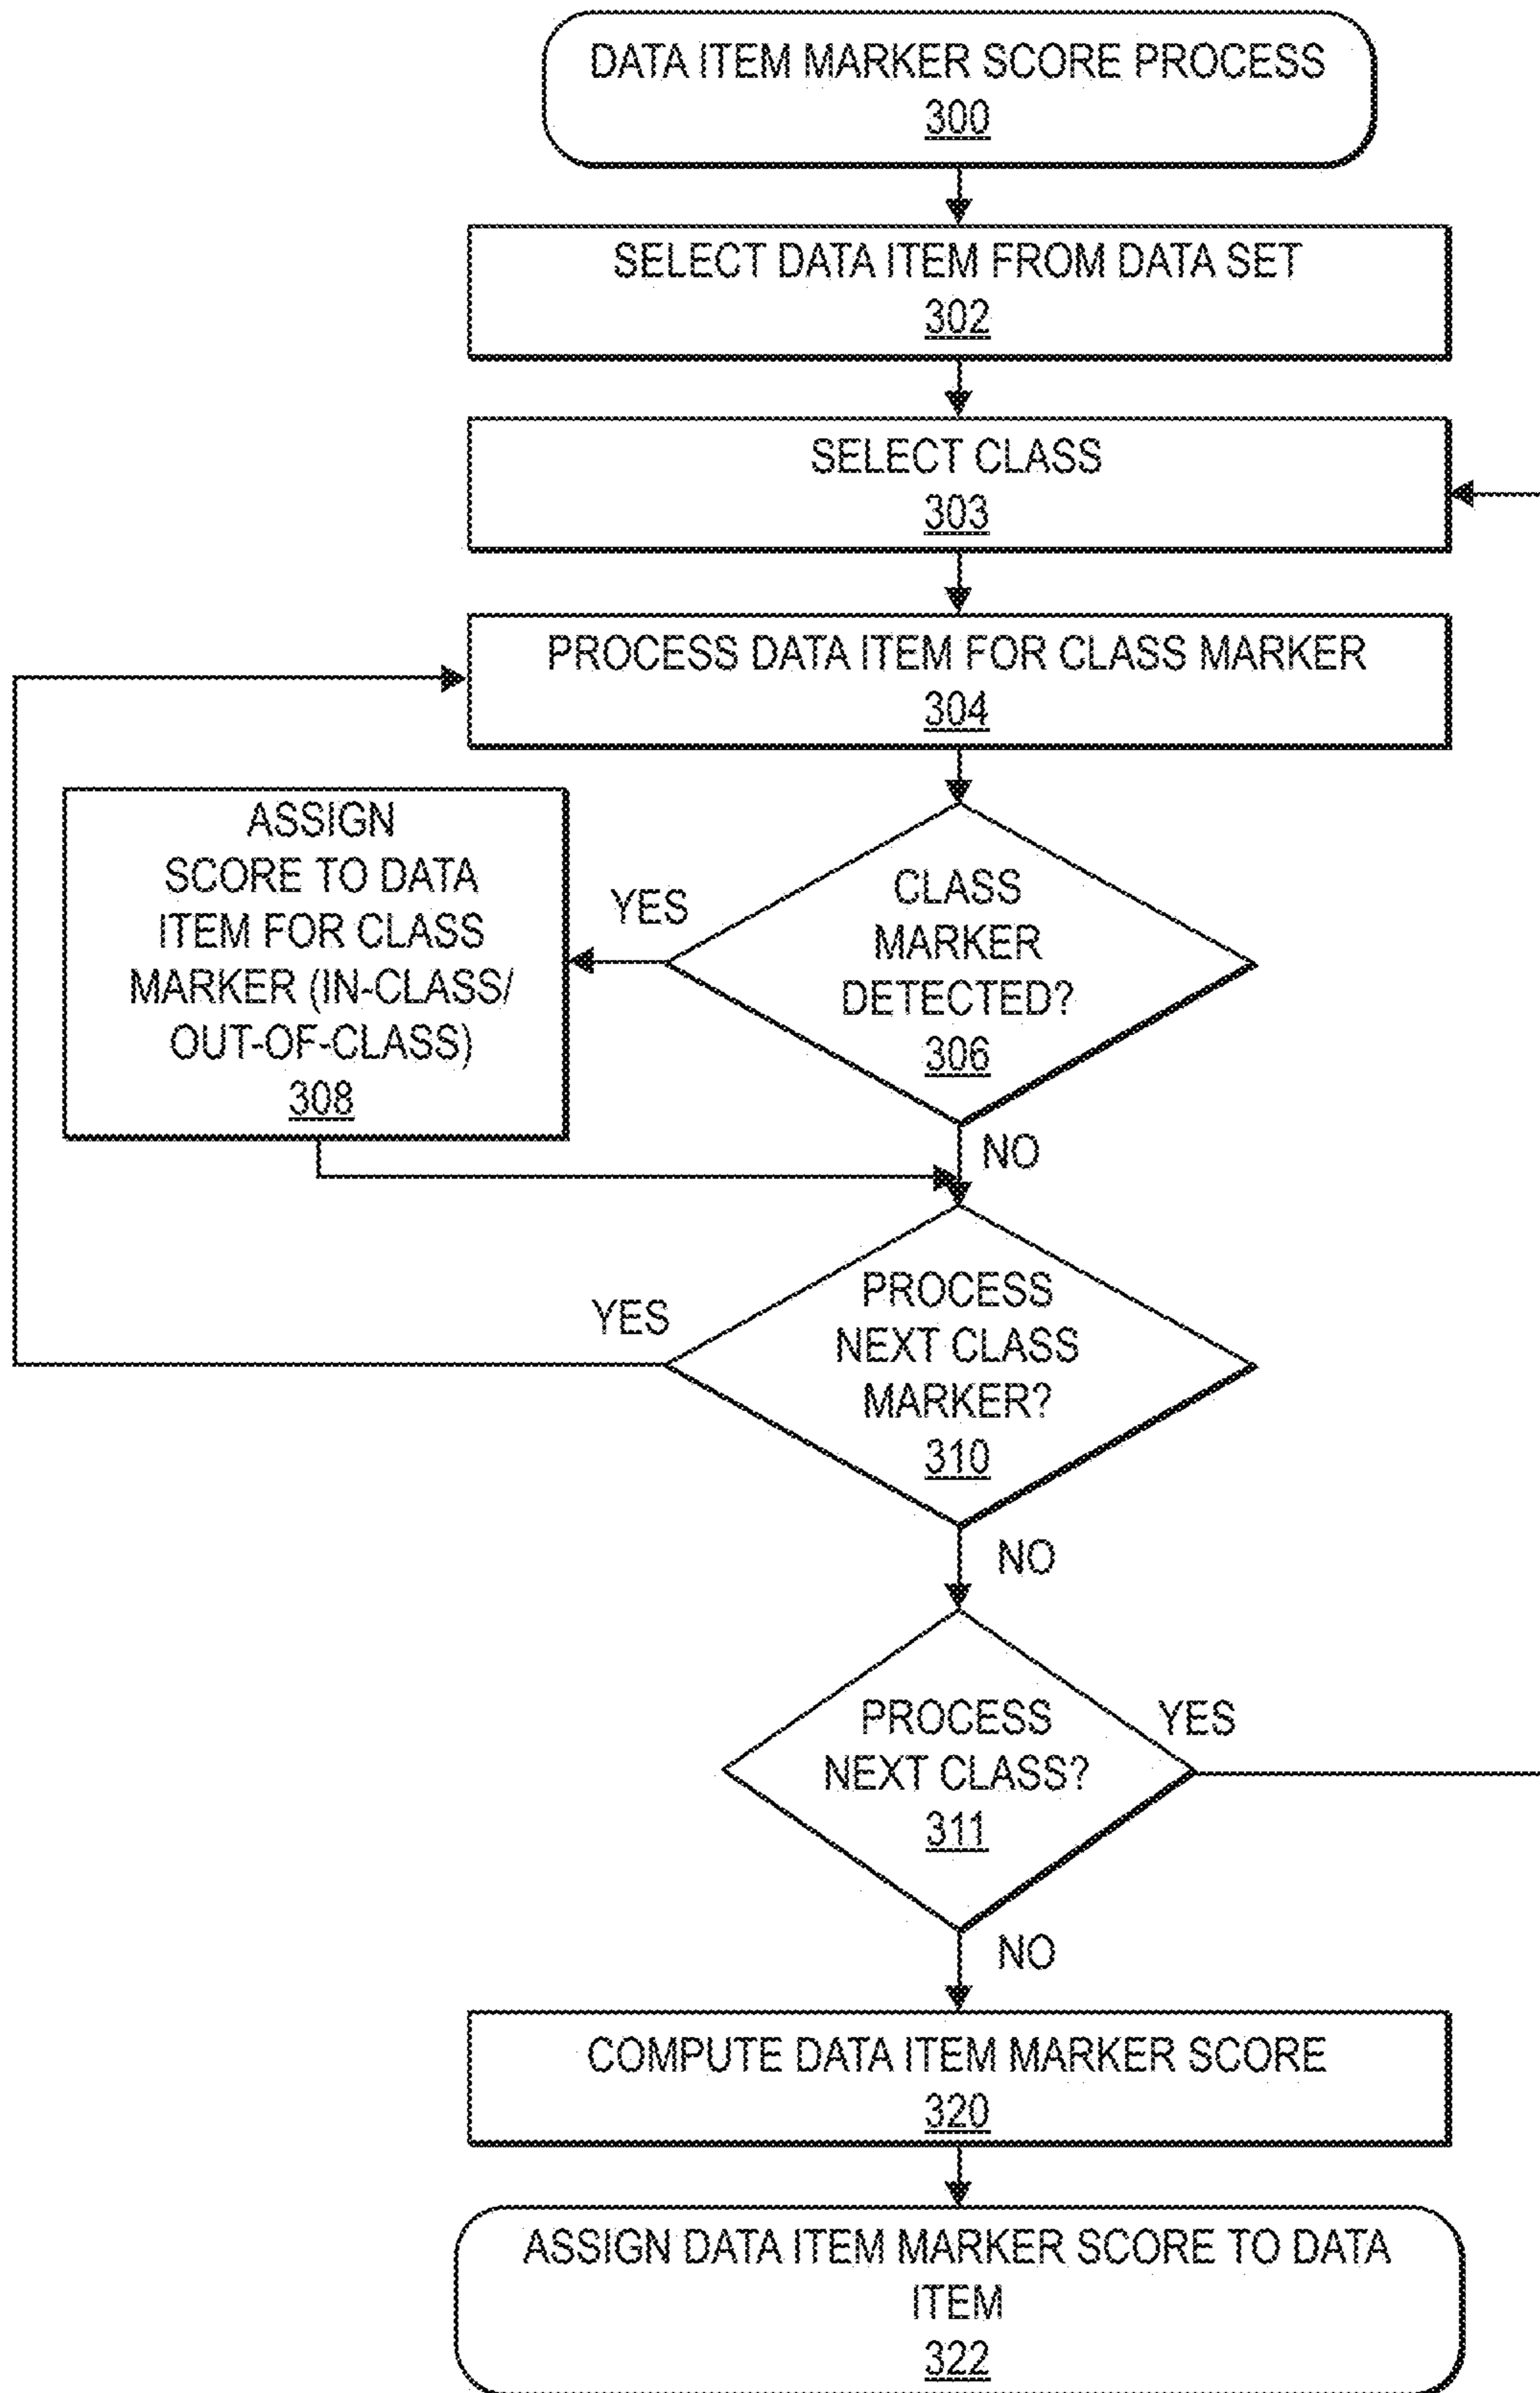 DATA ITEM MARKER SCORE PROCESS
300
SELECT DATA ITEM FROM DATA SET
302
SELECT CLASS
303
PROCESS DATA ITEM FOR CLASS MARKER
304
ASSIGN
SCORE TO DATA
ITEM FOR CLASS
MARKER (IN-CLASS/
OUT-OF-CLASS)
308
YES
CLASS
MARKER
DETECTED?
306
NO
YES
PROCESS
NEXT CLASS
MARKER?
310
NO
PROCESS
NEXT CLASS?
311
YES
NO
COMPUTE DATA ITEM MARKER SCORE
320
ASSIGN DATA ITEM MARKER SCORE TO DATA
ITEM
322